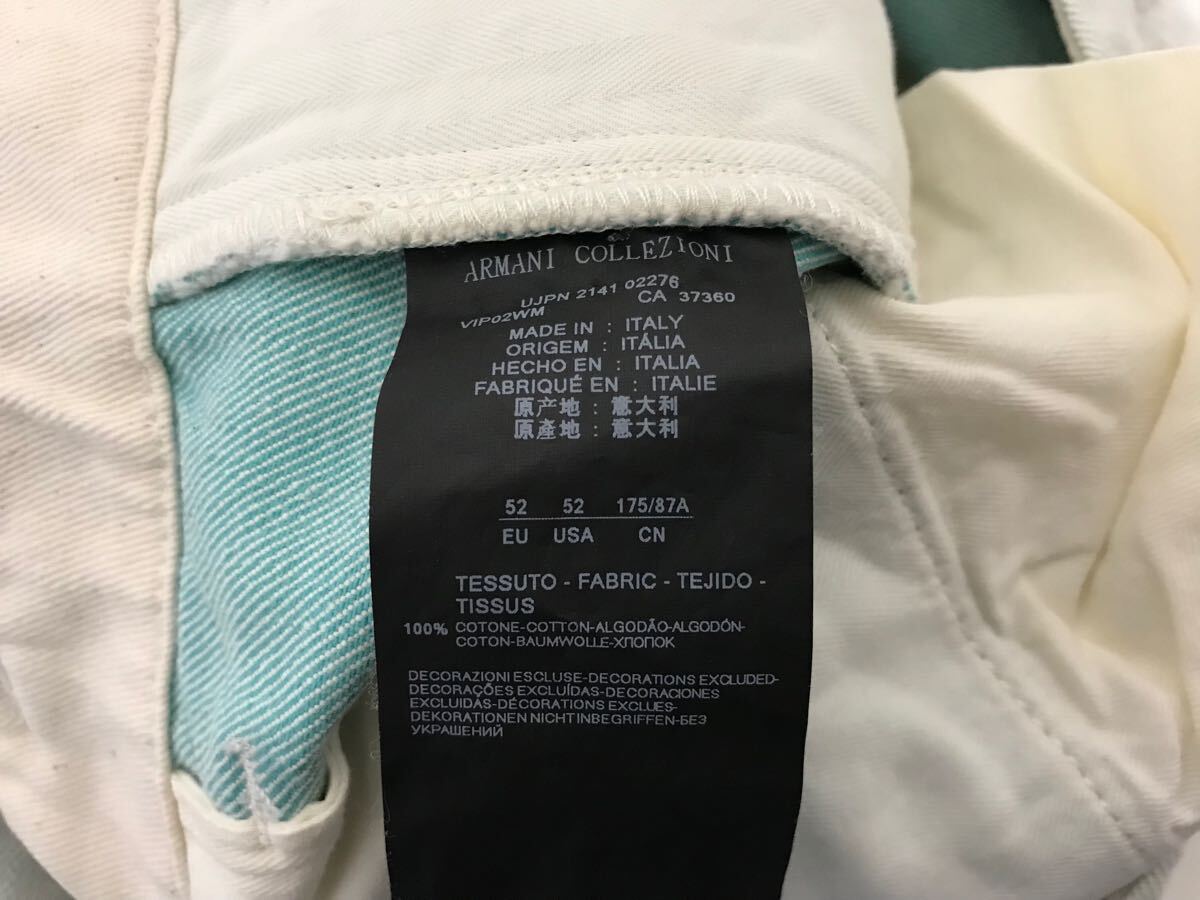 ARMANI COLLEZIONI
UJPN 2141 02276
VIP02WM CA 37360
MADE IN : ITALY
ORIGEM : ITÁLIA
HECHO EN : ITALIA
FABRIQUÉ EN : ITALIE
原产地 : 意大利
原產地 : 意大利
52 52 175/87A
EU USA CN
TESSUTO - FABRIC - TEJIDO -
TISSUS
100% COTONE-COTTON-ALGODÃO-ALGODÓN-
COTON-BAUMWOLLE-ХЛОПОК
DECORAZIONI ESCLUSE-DECORATIONS EXCLUDED-
DECORAÇÕES EXCLUÍDAS-DECORACIONES
EXCLUIDAS-DÉCORATIONS EXCLUES-
DEKORATIONEN NICHT INBEGRIFFEN-БЕЗ
УКРАШЕНИЙ